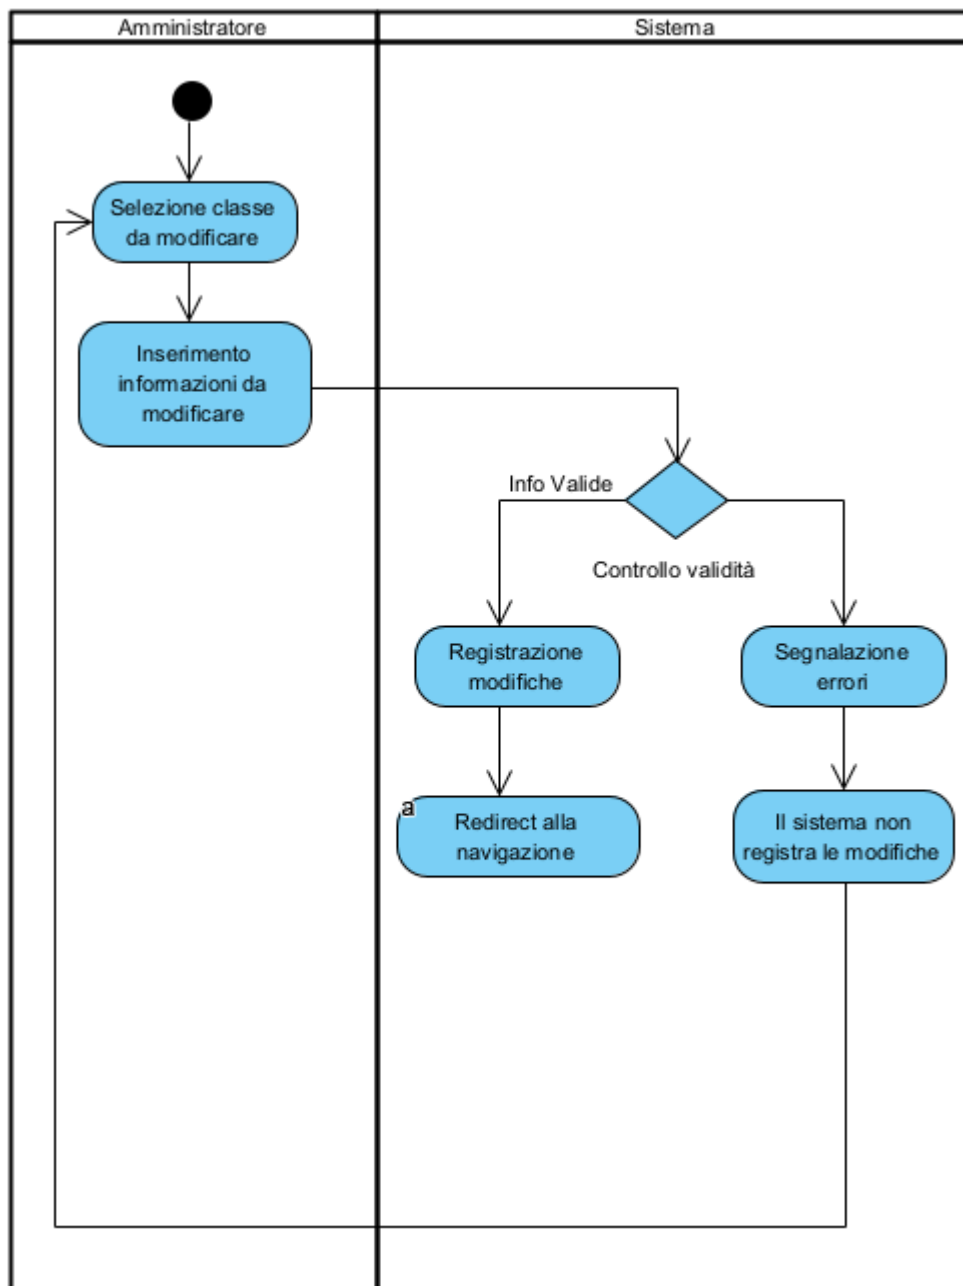 Amministratore
Sistema
Selezione classe
da modificare
Inserimento
informazioni da
modificare
Info Valide
Controllo validità
Registrazione
modifiche
Segnalazione
errori
a
Redirect alla
navigazione
Il sistema non
registra le modifiche